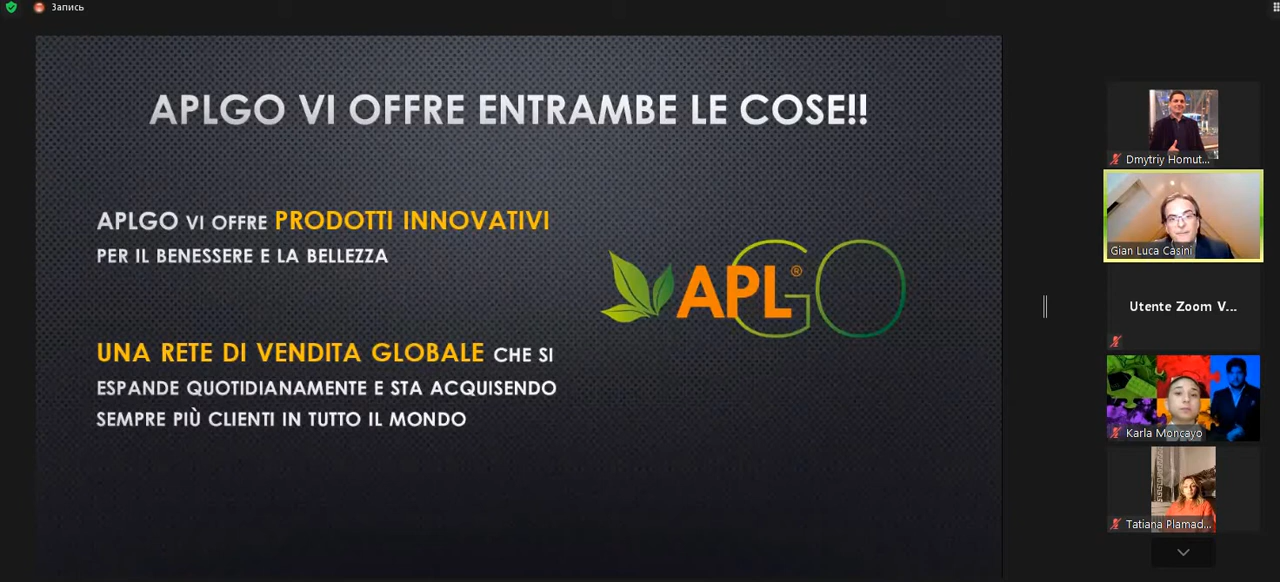 Запись
APLGO VI OFFRE ENTRAMBE LE COSE!!
APLGO VI OFFRE PRODOTTI INNOVATIVI
PER IL BENESSERE E LA BELLEZZA
APL® GO
UNA RETE DI VENDITA GLOBALE CHE SI
ESPANDE QUOTIDIANAMENTE E STA ACQUISENDO
SEMPRE PIÙ CLIENTI IN TUTTO IL MONDO
Dmytriy Homut...
Gian Luca Casini
Utente Zoom V...
Karla Moncayo
Tatiana Plamad...